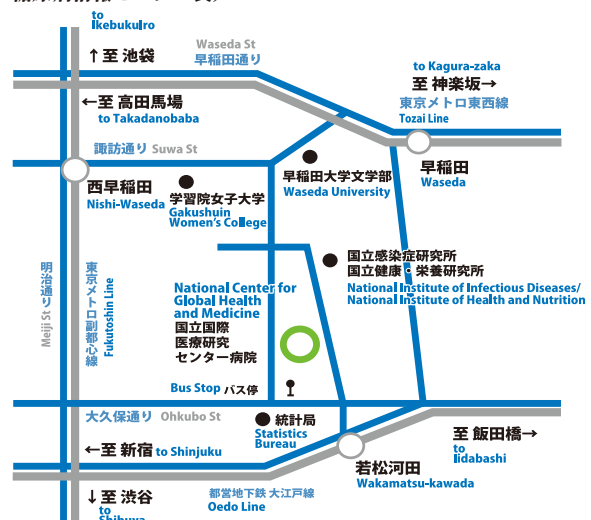 to
Ikebukuro
↑至 池袋
Waseda St
早稲田通り
to Kagura-zaka
至 神楽坂→
東京メトロ東西線
Tozai Line
←至 高田馬場
to Takadanobaba
諏訪通り Suwa St
早稲田
Waseda
早稲田大学文学部
Waseda University
西早稲田
Nishi-Waseda
学習院女子大学
Gakushuin
Women's College
国立感染症研究所
国立健康・栄養研究所
National Institute of Infectious Diseases/
National Institute of Health and Nutrition
明治通り
Meiji St
東京メトロ副都心線
Fukutoshin Line
National Center for
Global Health
and Medicine
国立国際
医療研究
センター病院
Bus Stop バス停
大久保通り Ohkubo St
統計局
Statistics
Bureau
至 飯田橋→
to
Iidabashi
←至 新宿 to Shinjuku
若松河田
Wakamatsu-kawada
都営地下鉄 大江戸線
Oedo Line
↓至 渋谷
to
Shibuya